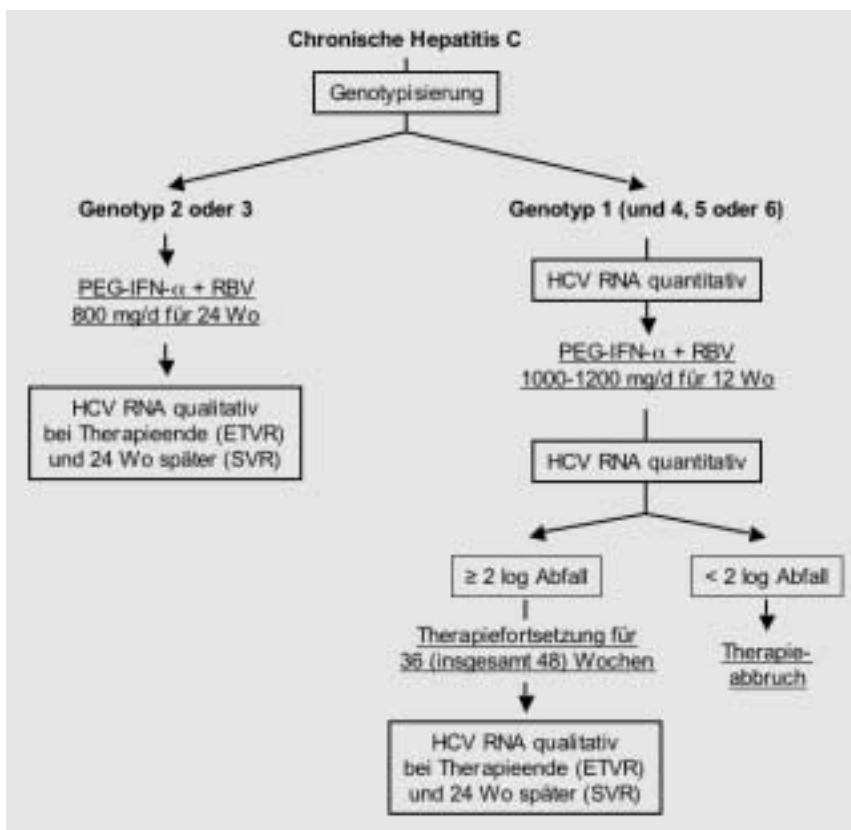 Chronische Hepatitis C
Genotypisierung
Genotyp 2 oder 3
PEG-IFN-α + RBV
800 mg/d für 24 Wo
HCV RNA qualitativ
bei Therapieende (ETVR)
und 24 Wo später (SVR)
Genotyp 1 (und 4, 5 oder 6)
HCV RNA quantitativ
PEG-IFN-α + RBV
1000-1200 mg/d für 12 Wo
HCV RNA quantitativ
≥ 2 log Abfall
Therapiefortsetzung für
36 (insgesamt 48) Wochen
HCV RNA qualitativ
bei Therapieende (ETVR)
und 24 Wo später (SVR)
< 2 log Abfall
Therapie-
abbruch